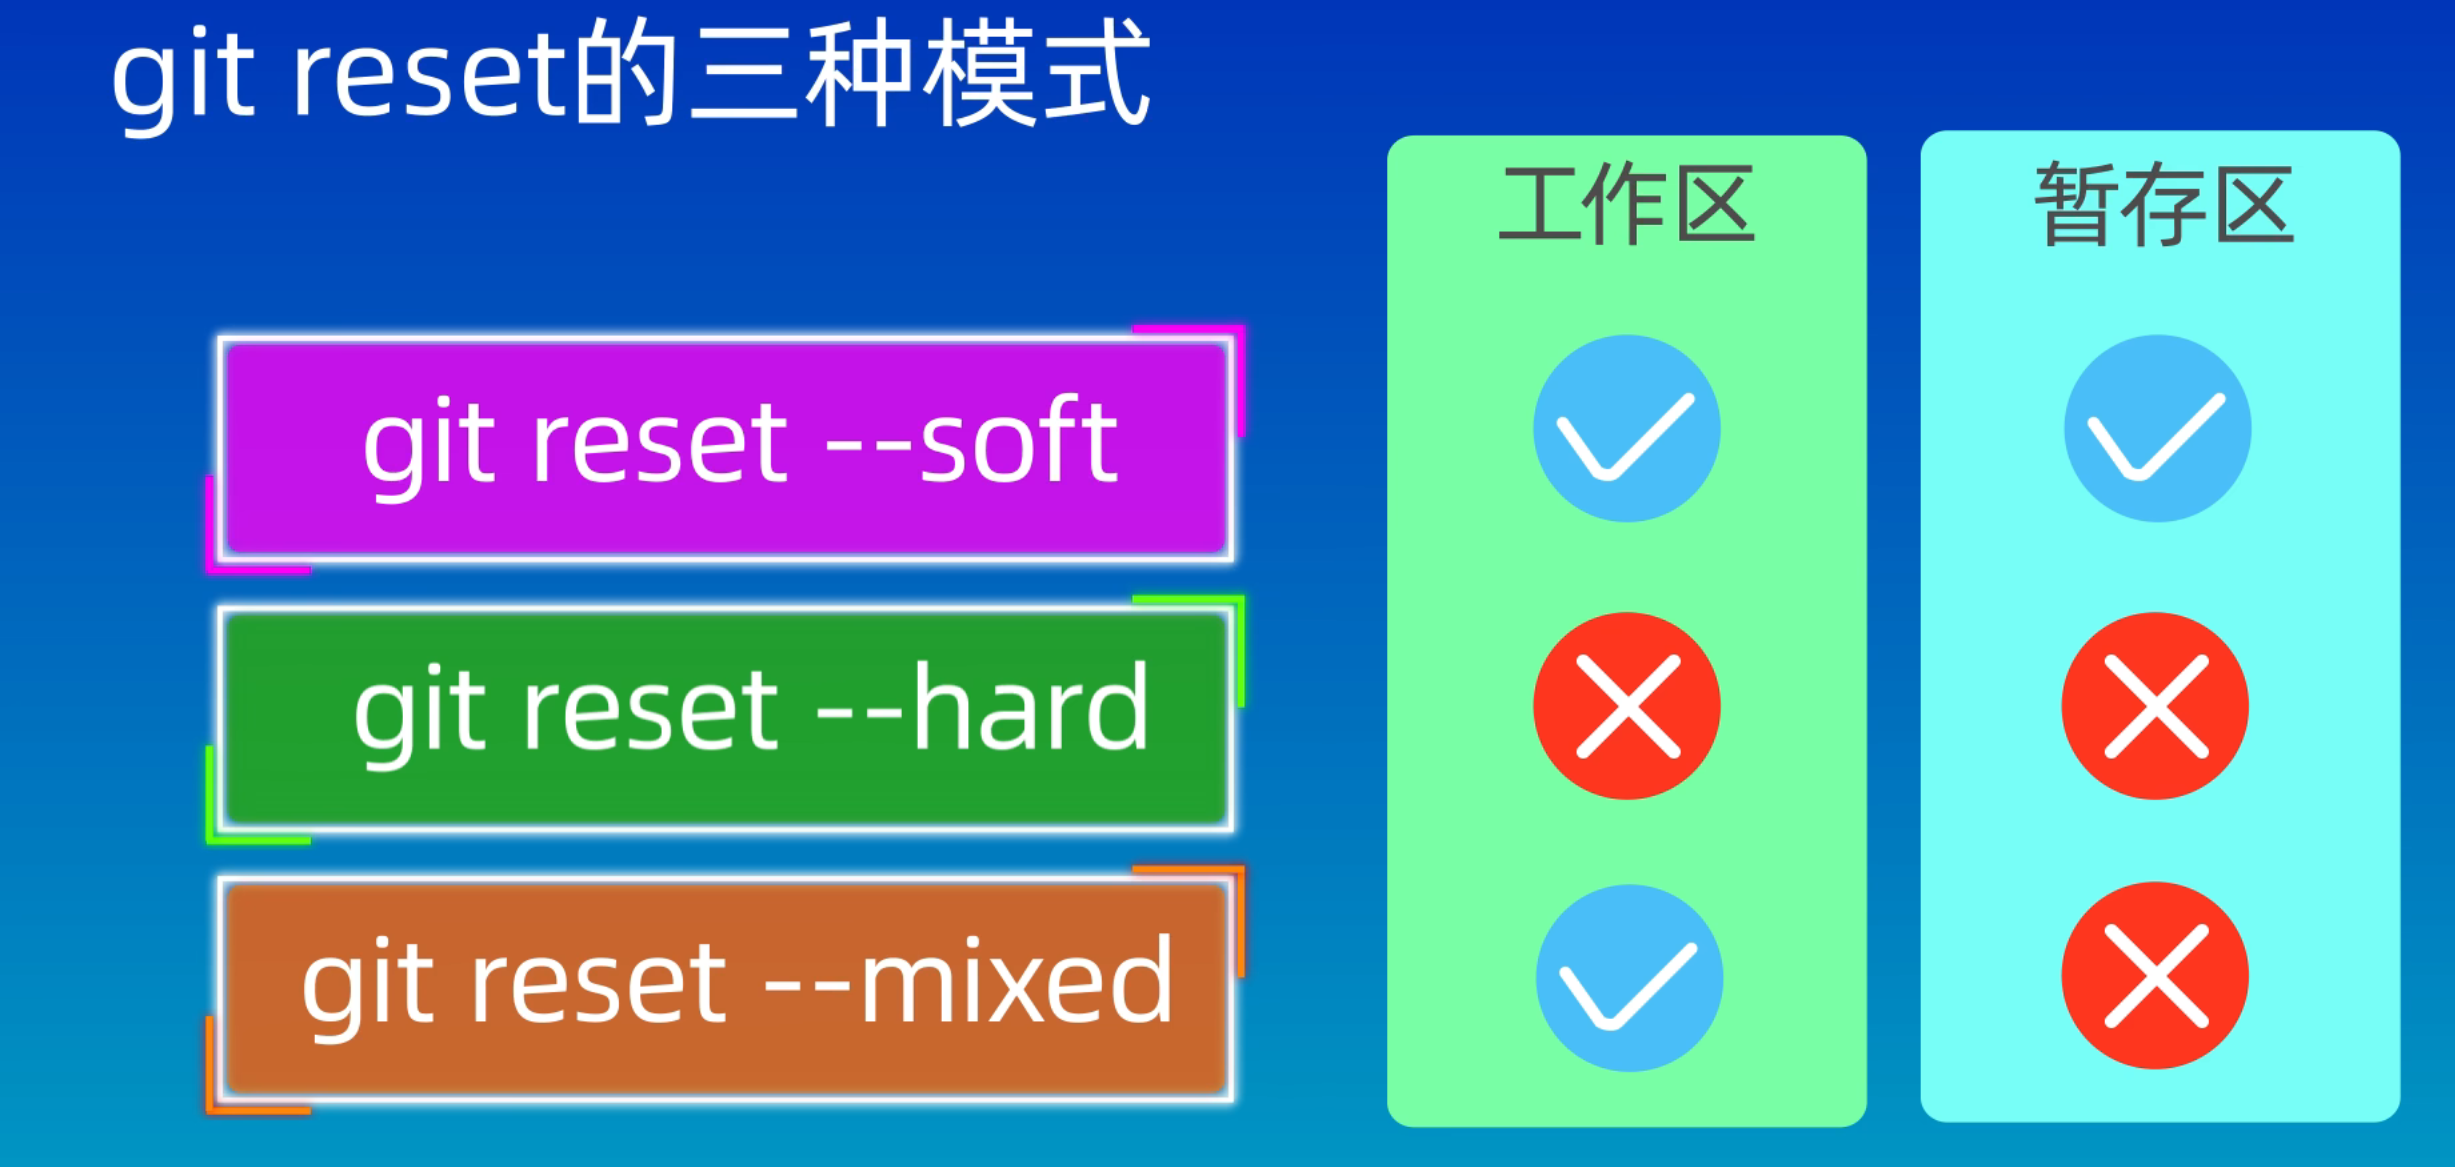 git reset的三种模式
工作区
暂存区
git reset --soft
git reset --hard
git reset --mixed